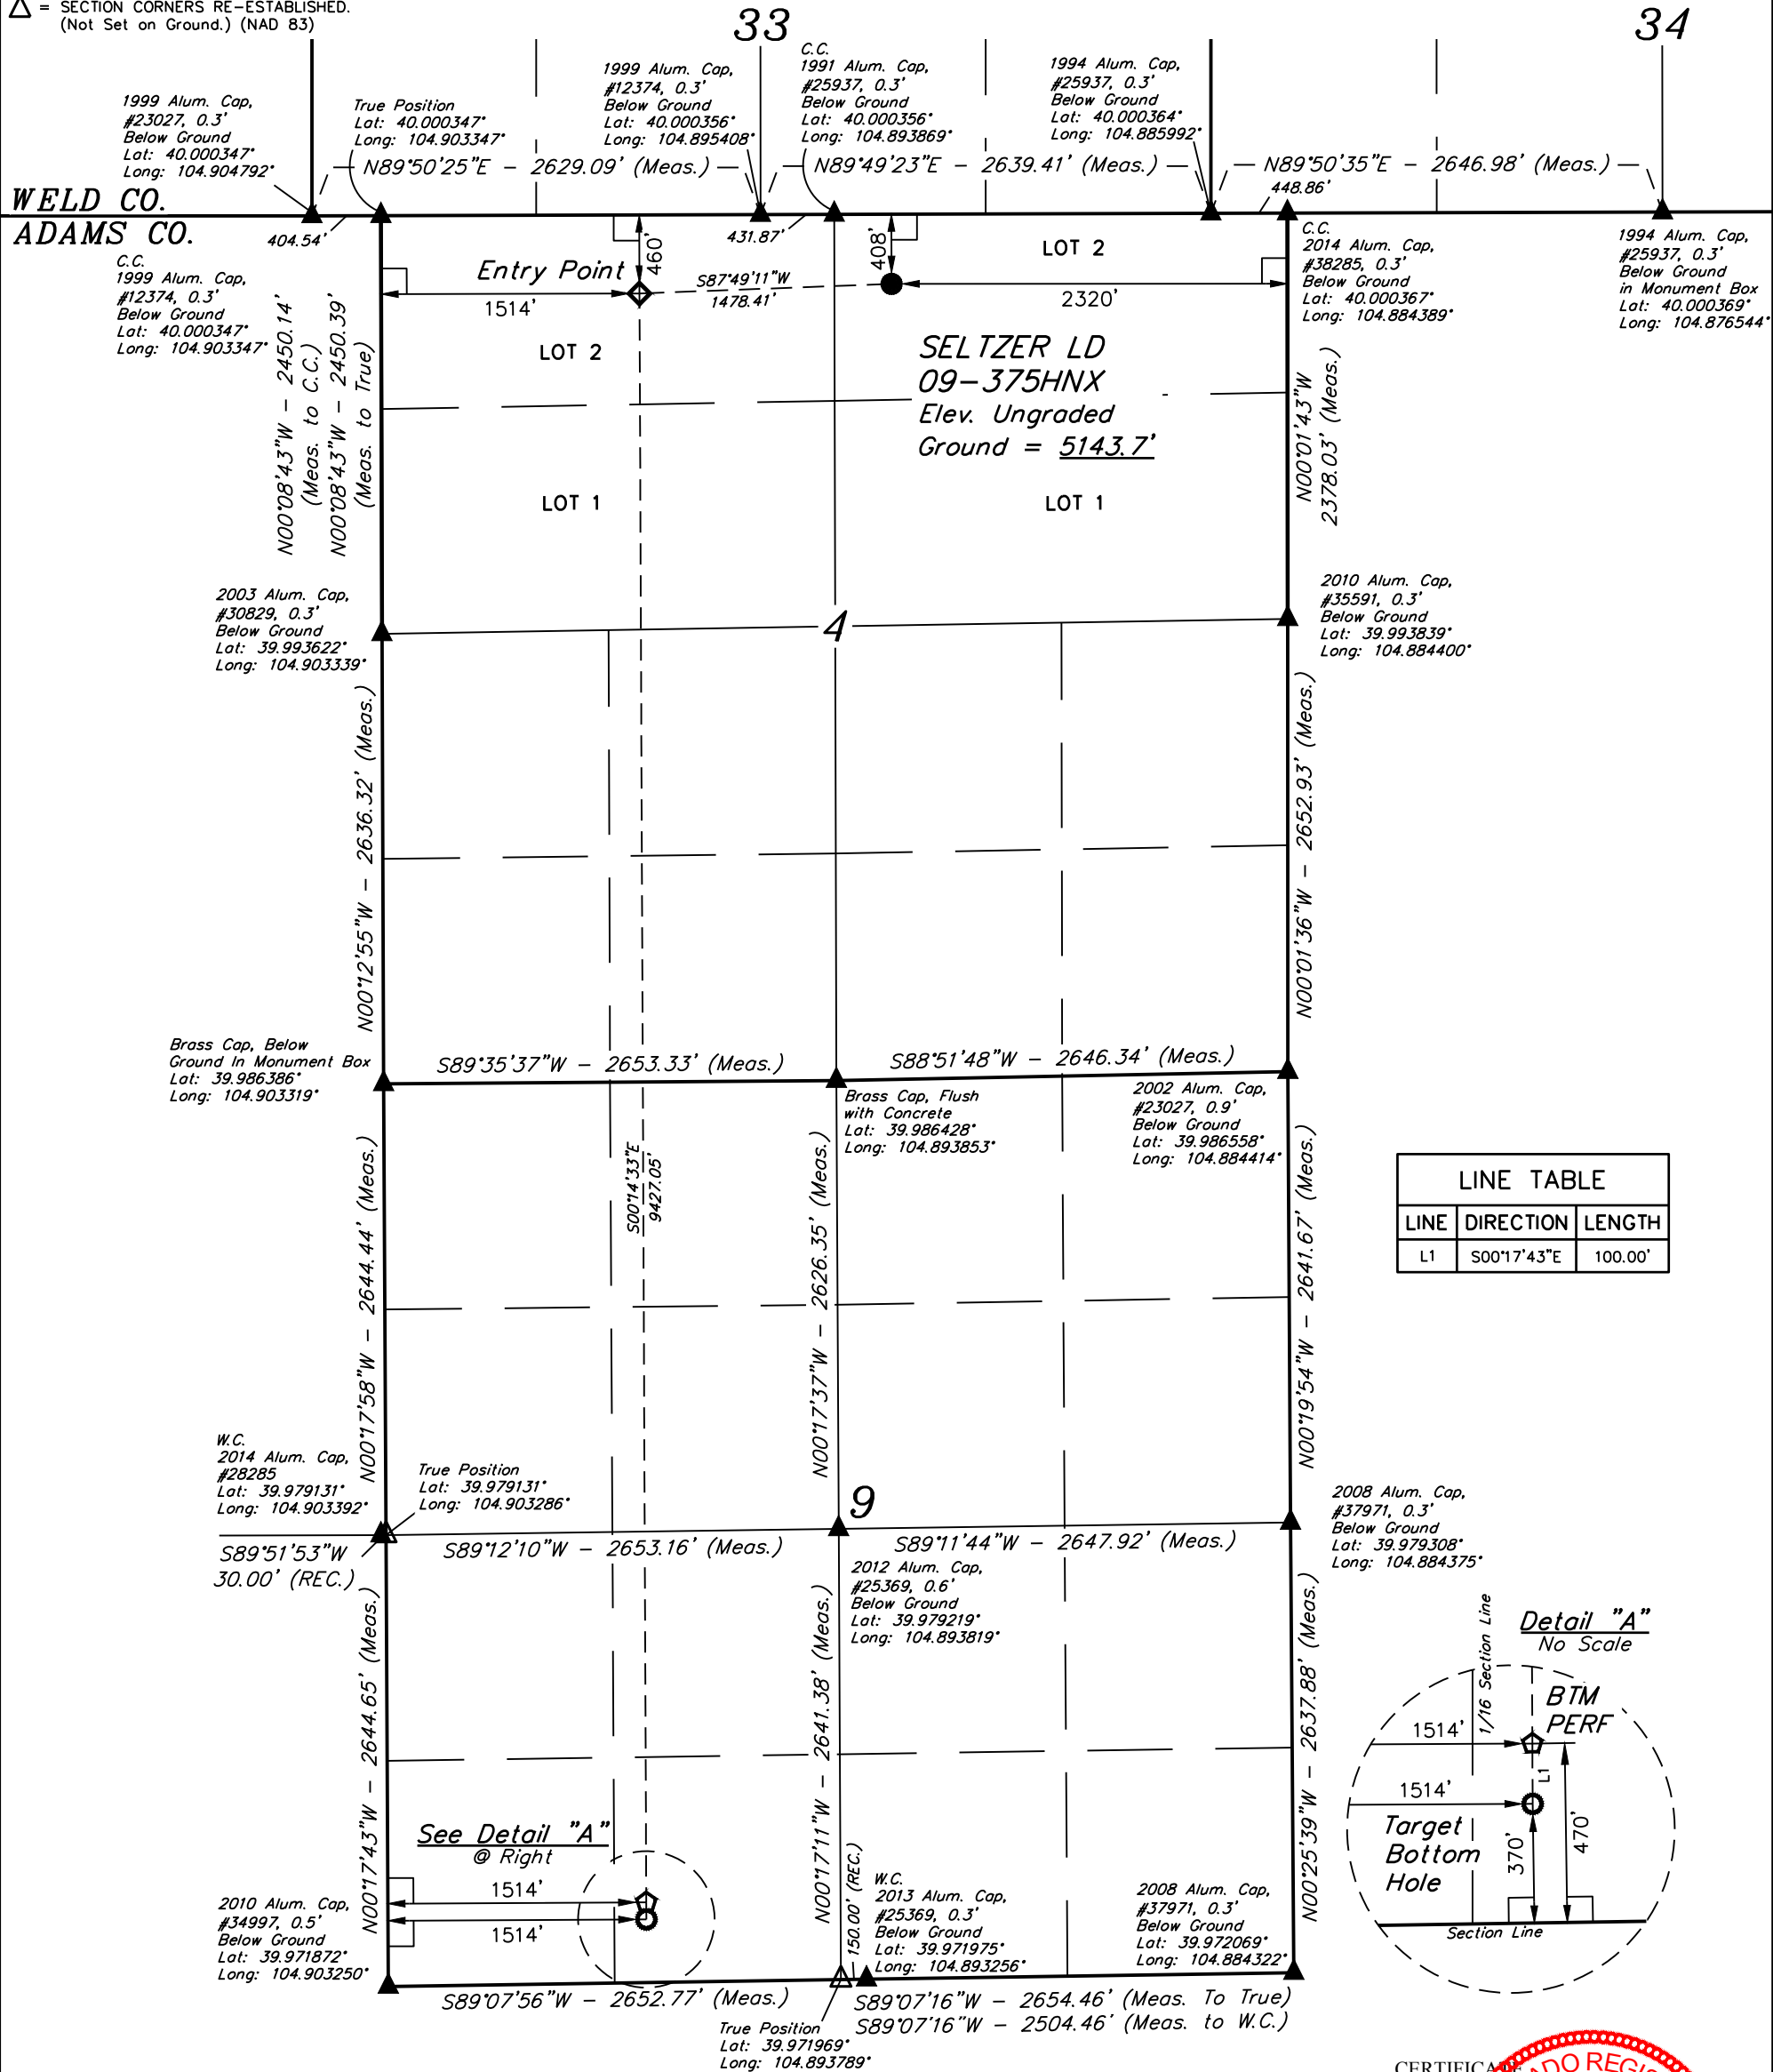 △ = SECTION CORNERS RE-ESTABLISHED.
(Not Set on Ground.) (NAD 83)
33
34
1999 Alum. Cap,
#23027, 0.3'
Below Ground
Lat: 40.000347°
Long: 104.904792°
True Position
Lat: 40.000347°
Long: 104.903347°
1999 Alum. Cap,
#12374, 0.3'
Below Ground
Lat: 40.000356°
Long: 104.895408°
C.C.
1991 Alum. Cap,
#25937, 0.3'
Below Ground
Lat: 40.000356°
Long: 104.893869°
1994 Alum. Cap,
#25937, 0.3'
Below Ground
Lat: 40.000364°
Long: 104.885992°
N89°50'25"E - 2629.09' (Meas.)
N89°49'23"E - 2639.41' (Meas.)
N89°50'35"E - 2646.98' (Meas.)
448.86'
WELD CO.
ADAMS CO.
404.54'
431.87'
C.C.
1999 Alum. Cap,
#12374, 0.3'
Below Ground
Lat: 40.000347°
Long: 104.903347°
460'
408'
LOT 2
Entry Point
1514'
S87°49'11"W
1478.41'
2320'
C.C.
2014 Alum. Cap,
#38285, 0.3'
Below Ground
Lat: 40.000367°
Long: 104.884389°
1994 Alum. Cap,
#25937, 0.3'
Below Ground
in Monument Box
Lat: 40.000369°
Long: 104.876544°
N00°08'43"W - 2450.14'
(Meas. to C.C.)
N00°08'43"W - 2450.39'
(Meas. to True)
LOT 2
SELTZER LD
09-375HNX
Elev. Ungraded
Ground = 5143.7'
N00°01'43"W
2378.03' (Meas.)
LOT 1
LOT 1
2003 Alum. Cap,
#30829, 0.3'
Below Ground
Lat: 39.993622°
Long: 104.903339°
4
2010 Alum. Cap,
#35591, 0.3'
Below Ground
Lat: 39.993839°
Long: 104.884400°
N00°12'55"W - 2636.32' (Meas.)
N00°01'36"W - 2652.93' (Meas.)
Brass Cap, Below
Ground In Monument Box
Lat: 39.986386°
Long: 104.903319°
S89°35'37"W - 2653.33' (Meas.)
S88°51'48"W - 2646.34' (Meas.)
Brass Cap, Flush
with Concrete
Lat: 39.986428°
Long: 104.893853°
2002 Alum. Cap,
#23027, 0.9'
Below Ground
Lat: 39.986558°
Long: 104.884414°
N00°17'58"W - 2644.44' (Meas.)
S00°14'33"E
9427.05'
N00°17'37"W - 2626.35' (Meas.)
N00°19'54"W - 2641.67' (Meas.)
LINE TABLE
LINE DIRECTION LENGTH
L1 S00°17'43"E 100.00'
W.C.
2014 Alum. Cap,
#28285
Lat: 39.979131°
Long: 104.903392°
True Position
Lat: 39.979131°
Long: 104.903286°
9
2008 Alum. Cap,
#37971, 0.3'
Below Ground
Lat: 39.979308°
Long: 104.884375°
S89°51'53"W
30.00' (REC.)
S89°12'10"W - 2653.16' (Meas.)
S89°11'44"W - 2647.92' (Meas.)
2012 Alum. Cap,
#25369, 0.6'
Below Ground
Lat: 39.979219°
Long: 104.893819°
N00°17'43"W - 2644.65' (Meas.)
N00°17'11"W - 2641.38' (Meas.)
N00°25'39"W - 2637.88' (Meas.)
Detail "A"
No Scale
1/16 Section Line
BTM
PERF
1514'
1514'
L1
Target
Bottom
Hole
370'
470'
Section Line
See Detail "A"
@ Right
1514'
1514'
2010 Alum. Cap,
#34997, 0.5'
Below Ground
Lat: 39.971872°
Long: 104.903250°
150.00' (REC.)
W.C.
2013 Alum. Cap,
#25369, 0.3'
Below Ground
Lat: 39.971975°
Long: 104.893256°
2008 Alum. Cap,
#37971, 0.3'
Below Ground
Lat: 39.972069°
Long: 104.884322°
S89°07'56"W - 2652.77' (Meas.)
S89°07'16"W - 2654.46' (Meas. To True)
S89°07'16"W - 2504.46' (Meas. to W.C.)
True Position
Lat: 39.971969°
Long: 104.893789°